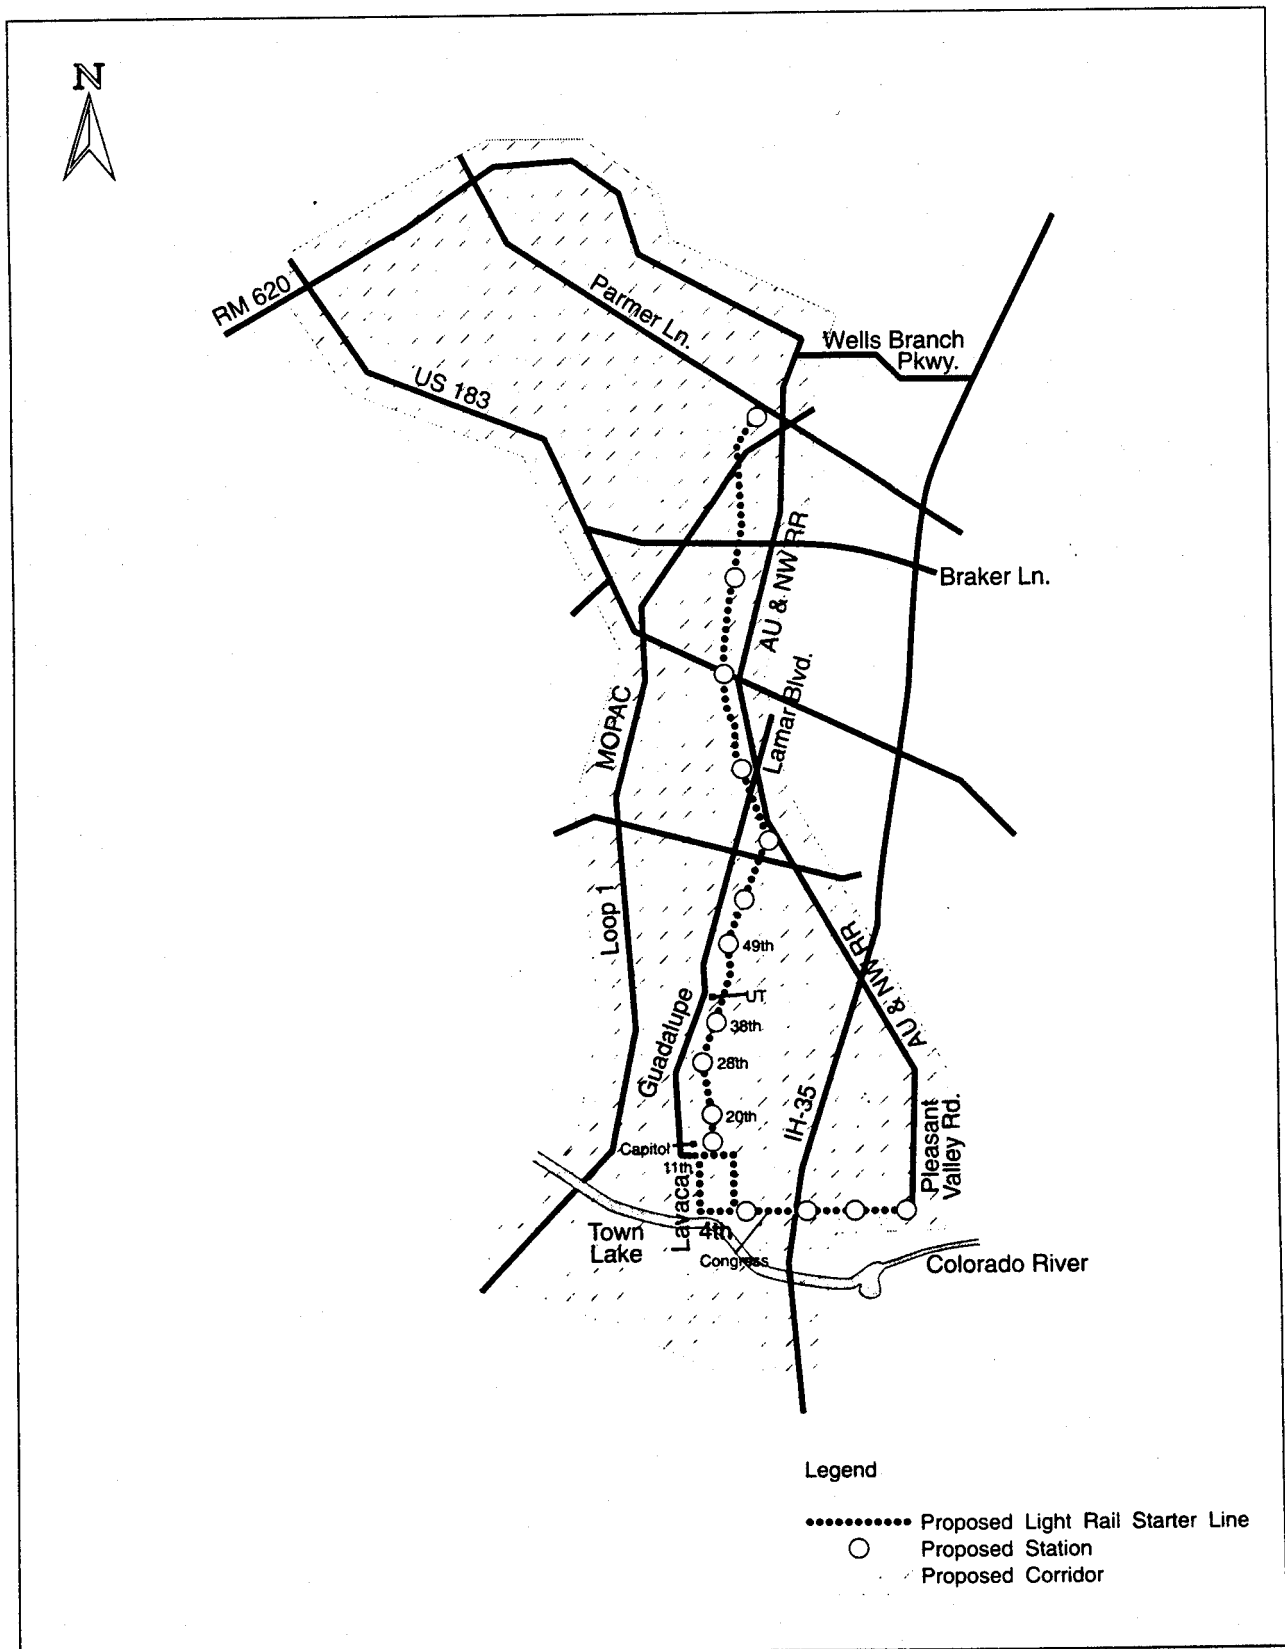 N
RM 620
Parmer Ln.
Wells Branch
Pkwy.
US 183
AU & NW RR
Braker Ln.
Lamar Blvd.
MOPAC
Loop 1
49th
AU & NW RR
UT
Guadalupe
38th
28th
IH-35
20th
Pleasant
Valley Rd.
Capitol
11th
Lavaca
4th
Town
Lake
Congress
Colorado River
Legend
Proposed Light Rail Starter Line
Proposed Station
Proposed Corridor